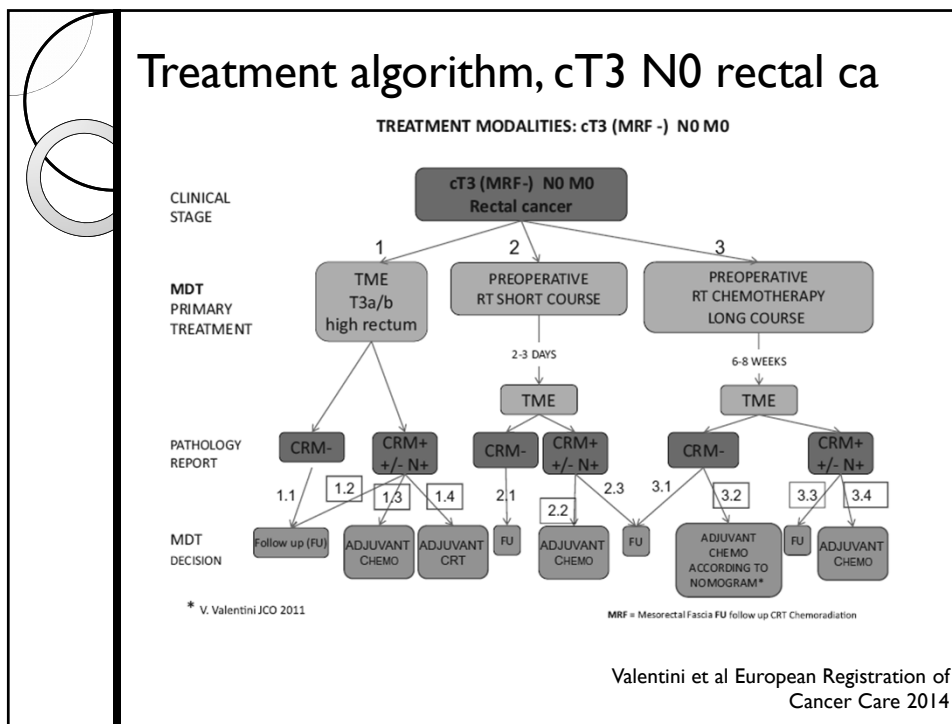 Treatment algorithm, cT3 N0 rectal ca
TREATMENT MODALITIES: cT3 (MRF -) N0 M0
CLINICAL
STAGE
cT3 (MRF-) N0 M0
Rectal cancer
1
2
3
MDT
PRIMARY
TREATMENT
TME
T3a/b
high rectum
PREOPERATIVE
RT SHORT COURSE
PREOPERATIVE
RT CHEMOTHERAPY
LONG COURSE
2-3 DAYS
6-8 WEEKS
TME
TME
PATHOLOGY
REPORT
CRM-
CRM+
+/- N+
CRM-
CRM+
+/- N+
CRM-
CRM+
+/- N+
1.1
1.2
1.3
1.4
2.1
2.2
2.3
3.1
3.2
3.3
3.4
MDT
DECISION
Follow up (FU)
ADJUVANT
CHEMO
ADJUVANT
CRT
FU
ADJUVANT
CHEMO
FU
ADJUVANT
CHEMO
ACCORDING TO
NOMOGRAM*
FU
ADJUVANT
CHEMO
* V. Valentini JCO 2011
MRF = Mesorectal Fascia FU follow up CRT Chemoradiation
Valentini et al European Registration of
Cancer Care 2014